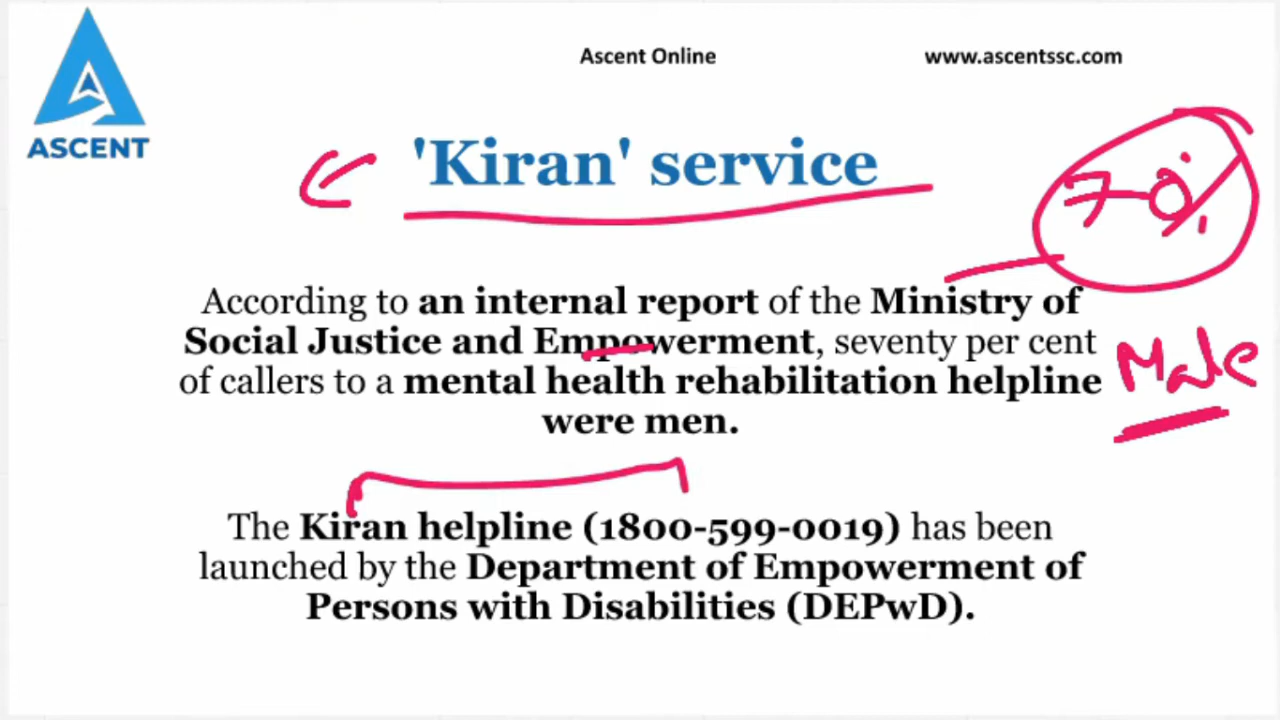 ASCENT
Ascent Online
www.ascentssc.com
'Kiran' service
70%
According to an internal report of the Ministry of
Social Justice and Empowerment, seventy per cent
of callers to a mental health rehabilitation helpline
were men.
Male
The Kiran helpline (1800-599-0019) has been
launched by the Department of Empowerment of
Persons with Disabilities (DEPwD).